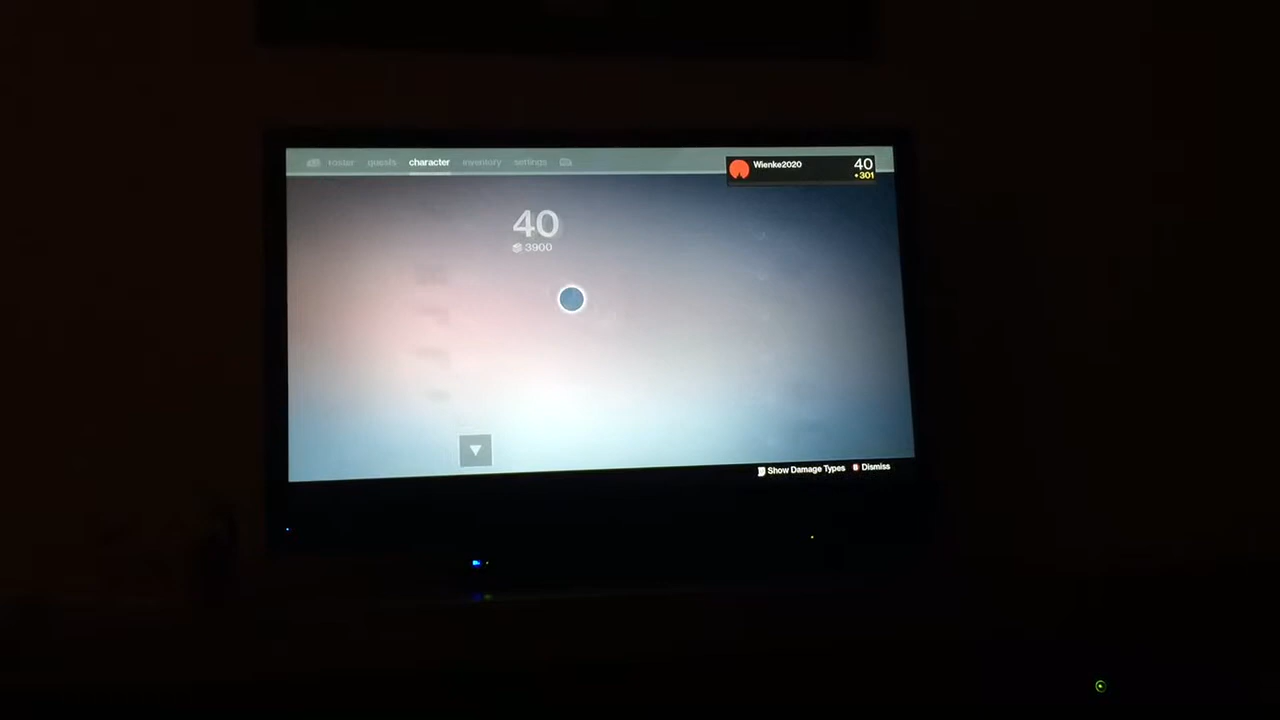 roster quests character inventory settings
Wienke2020 40
+301
40
3900
Show Damage Types B Dismiss